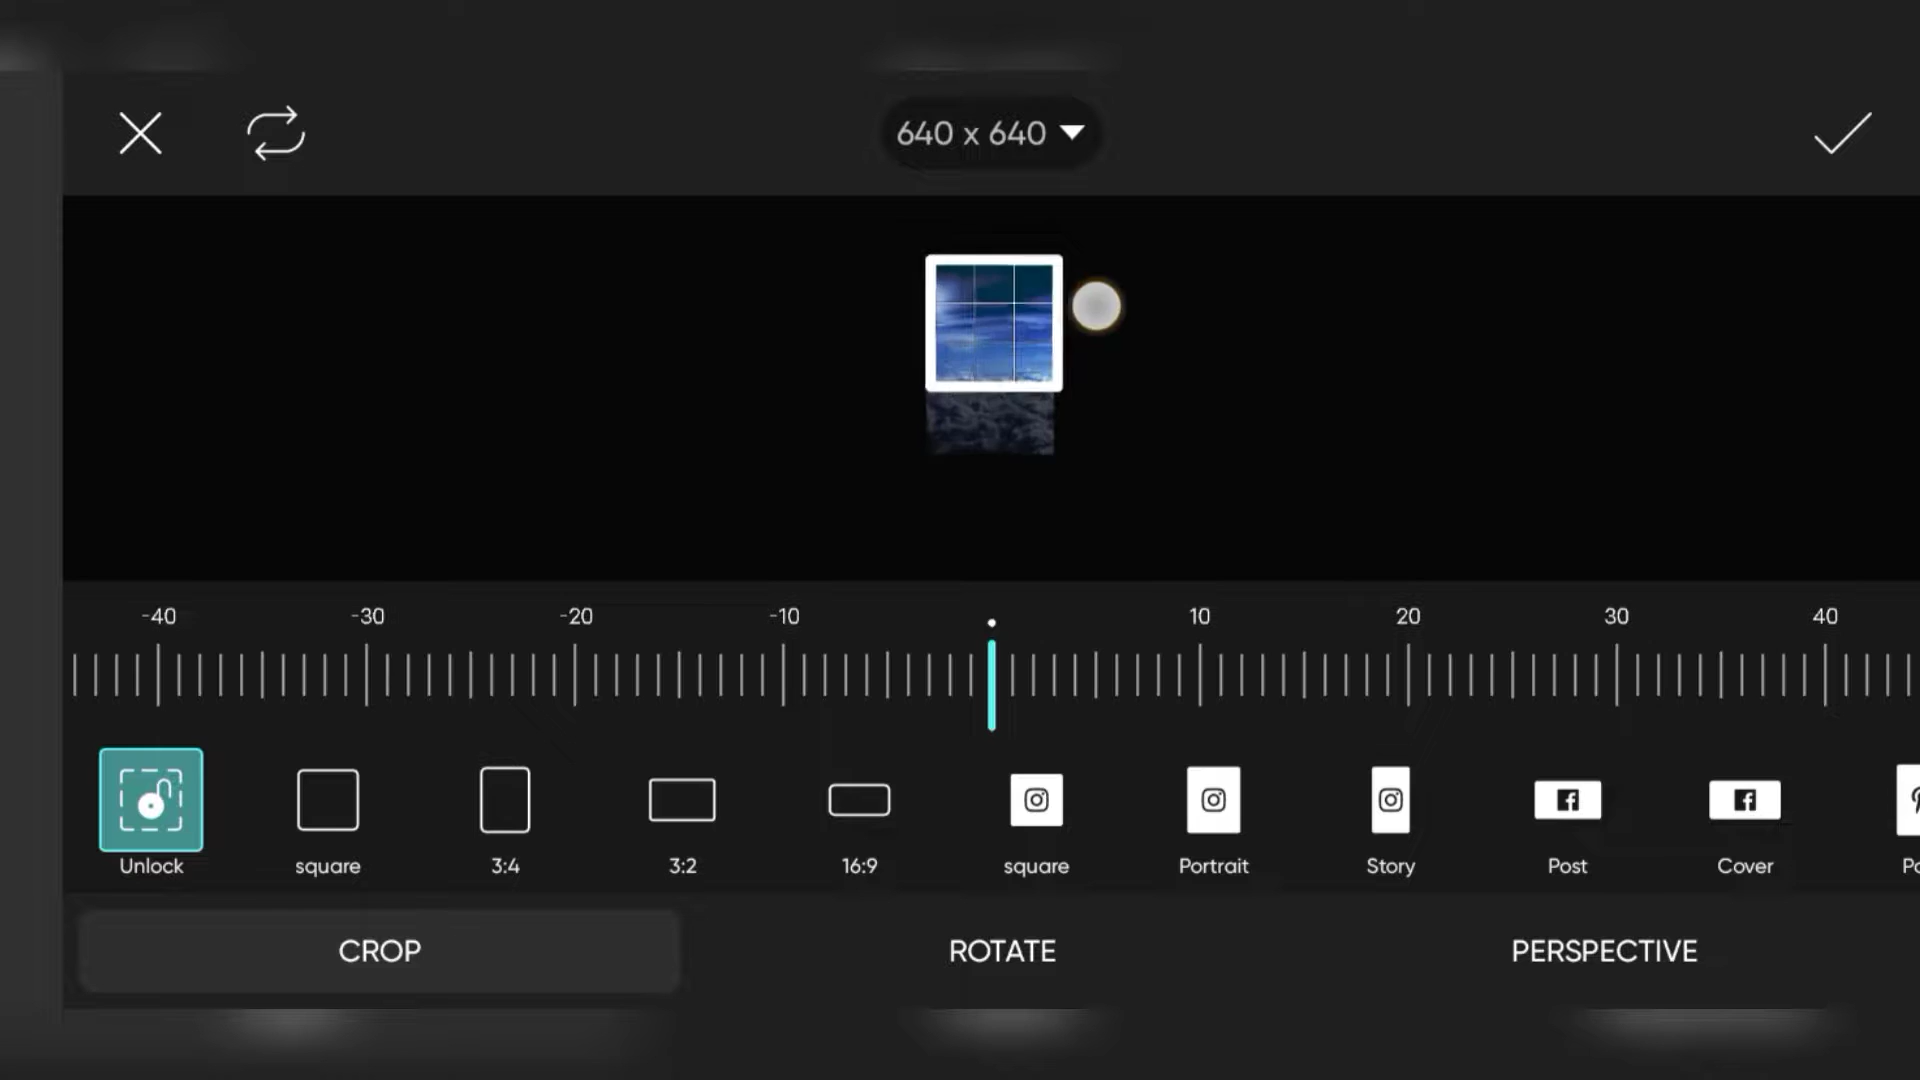 640 x 640
-40 -30 -20 -10 10 20 30 40
Unlock square 3:4 3:2 16:9 square Portrait Story Post Cover
CROP ROTATE PERSPECTIVE